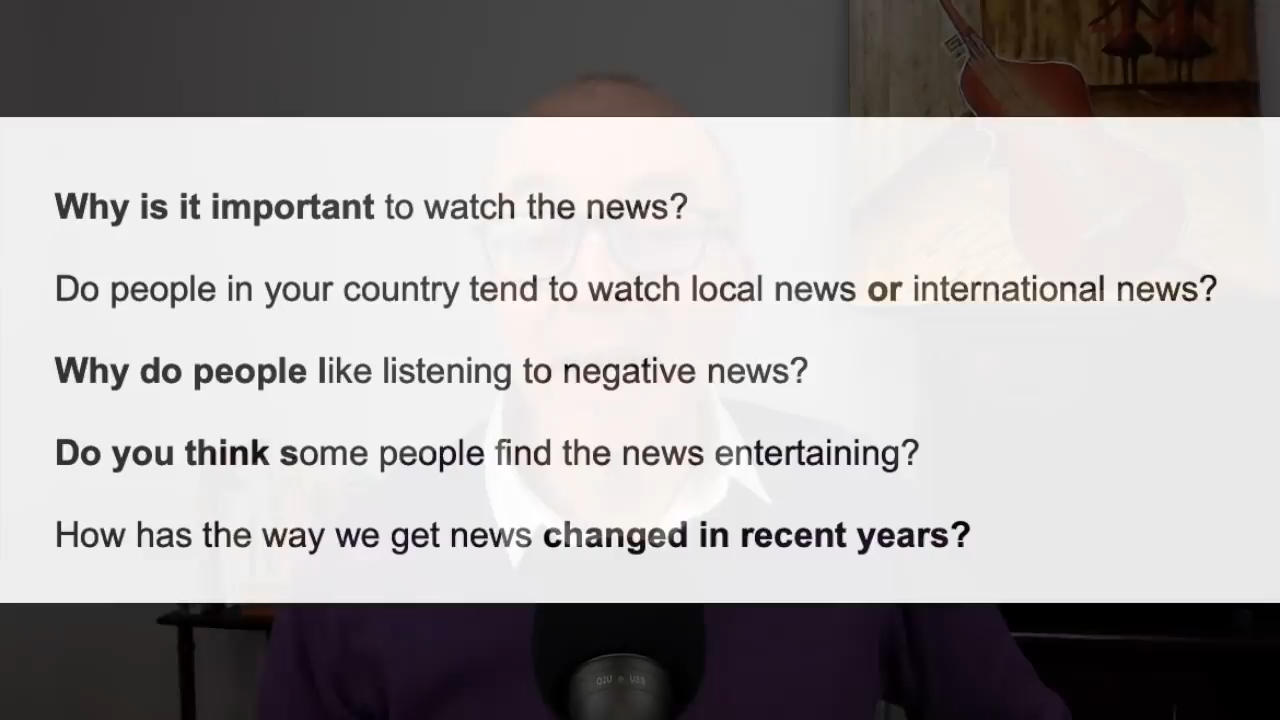 Why is it important to watch the news?
Do people in your country tend to watch local news or international news?
Why do people like listening to negative news?
Do you think some people find the news entertaining?
How has the way we get news changed in recent years?